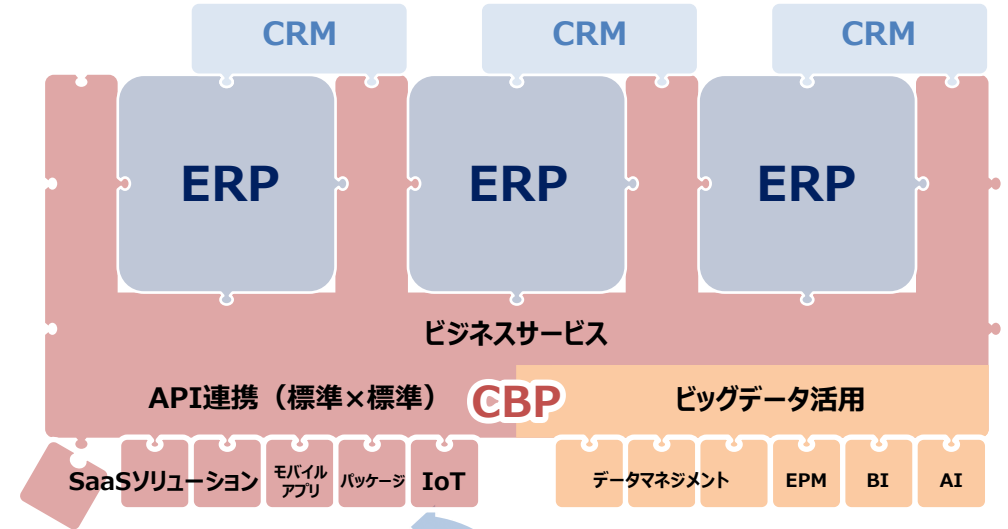 CRM
CRM
CRM
ERP
ERP
ERP
ビジネスサービス
API連携（標準×標準）
CBP
ビッグデータ活用
SaaSソリューション
モバイル
アプリ
パッケージ
IoT
データマネジメント
EPM
BI
AI